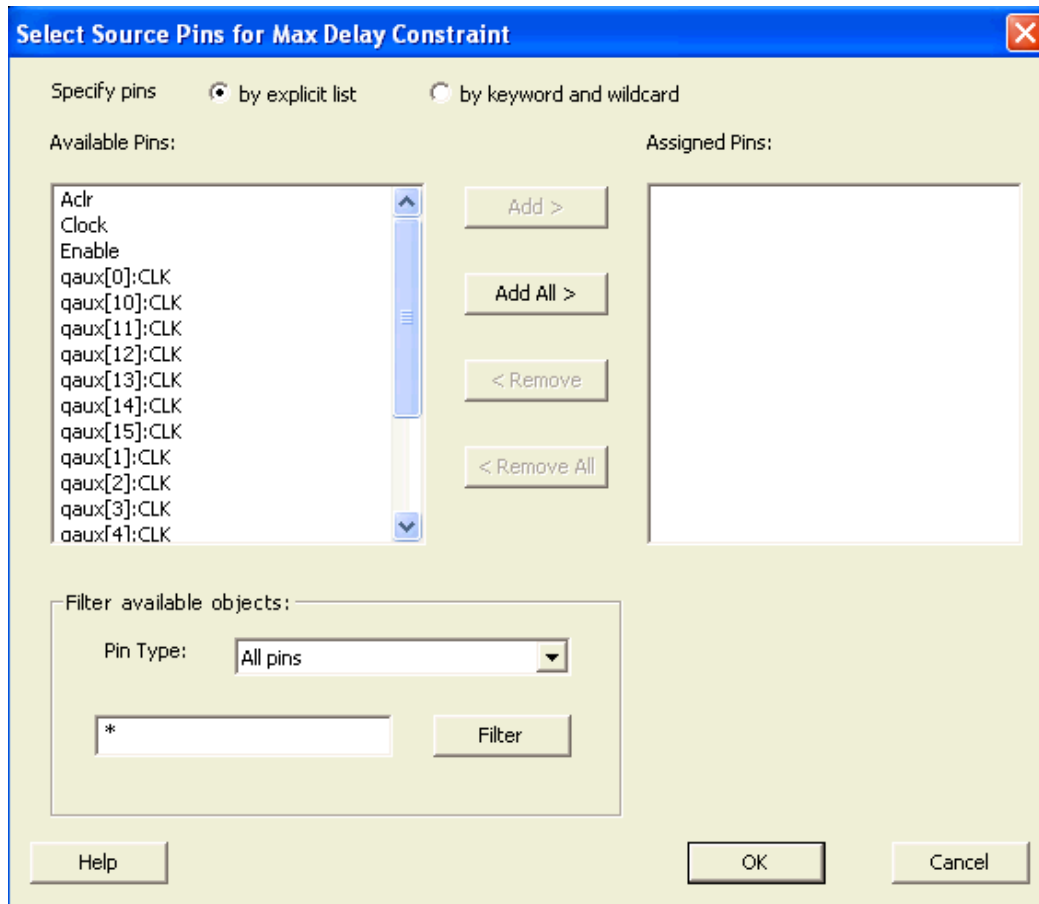 Select Source Pins for Max Delay Constraint
Specify pins by explicit list by keyword and wildcard
Available Pins: Assigned Pins:
Aclr
Clock
Enable
qaux[0]:CLK
qaux[10]:CLK
qaux[11]:CLK
qaux[12]:CLK
qaux[13]:CLK
qaux[14]:CLK
qaux[15]:CLK
qaux[1]:CLK
qaux[2]:CLK
qaux[3]:CLK
qaux[4]:CLK
Add >
Add All >
< Remove
< Remove All
Filter available objects:
Pin Type: All pins
* Filter
Help OK Cancel